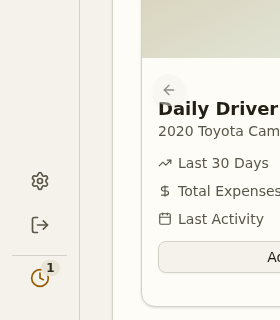 Daily Driver
2020 Toyota Cam
Last 30 Days
Total Expenses
Last Activity
1